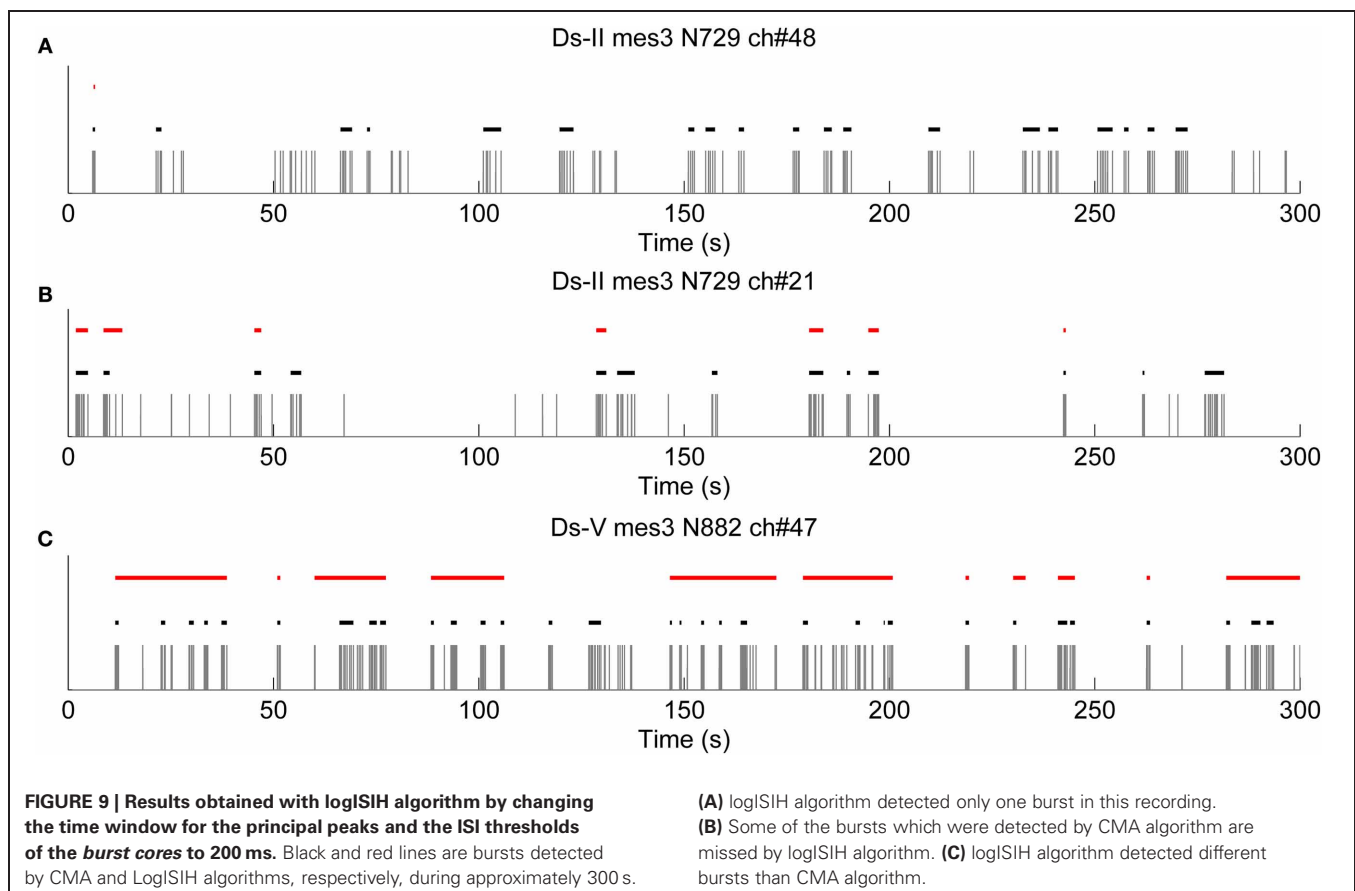 A
Ds-II mes3 N729 ch#48
0 50 100 150 200 250 300
Time (s)
B
Ds-II mes3 N729 ch#21
0 50 100 150 200 250 300
Time (s)
C
Ds-V mes3 N882 ch#47
0 50 100 150 200 250 300
Time (s)
FIGURE 9 | Results obtained with logISIH algorithm by changing
the time window for the principal peaks and the ISI thresholds
of the burst cores to 200 ms. Black and red lines are bursts detected
by CMA and LogISIH algorithms, respectively, during approximately 300 s.
(A) logISIH algorithm detected only one burst in this recording.
(B) Some of the bursts which were detected by CMA algorithm are
missed by logISIH algorithm. (C) logISIH algorithm detected different
bursts than CMA algorithm.